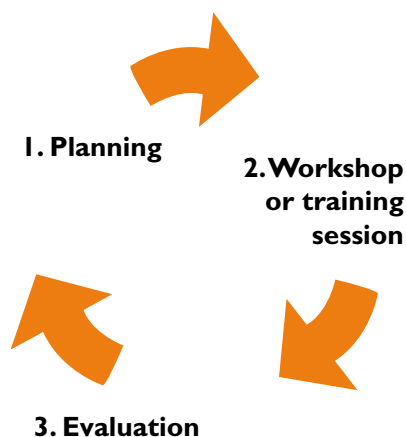 1. Planning
2. Workshop
or training
session
3. Evaluation